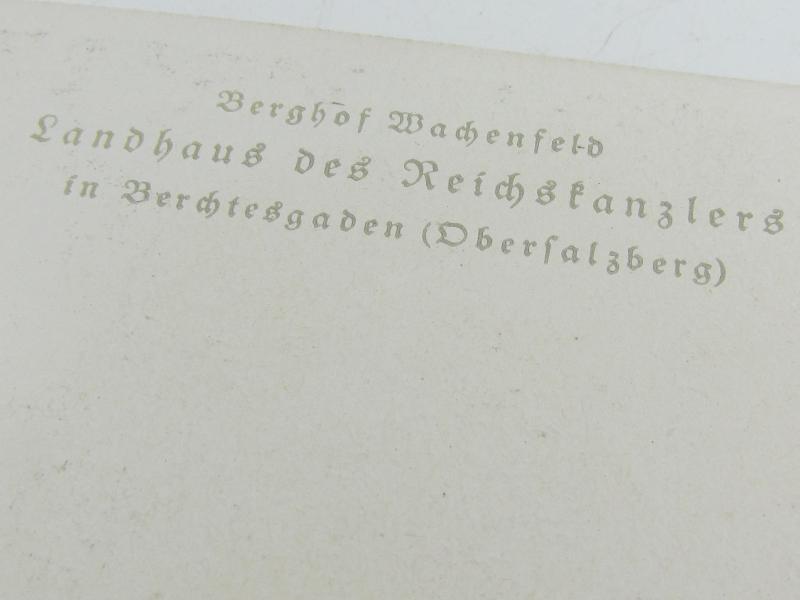 Berghof Wachenfeld
Landhaus des Reichskanzlers
in Berchtesgaden (Obersalzberg)